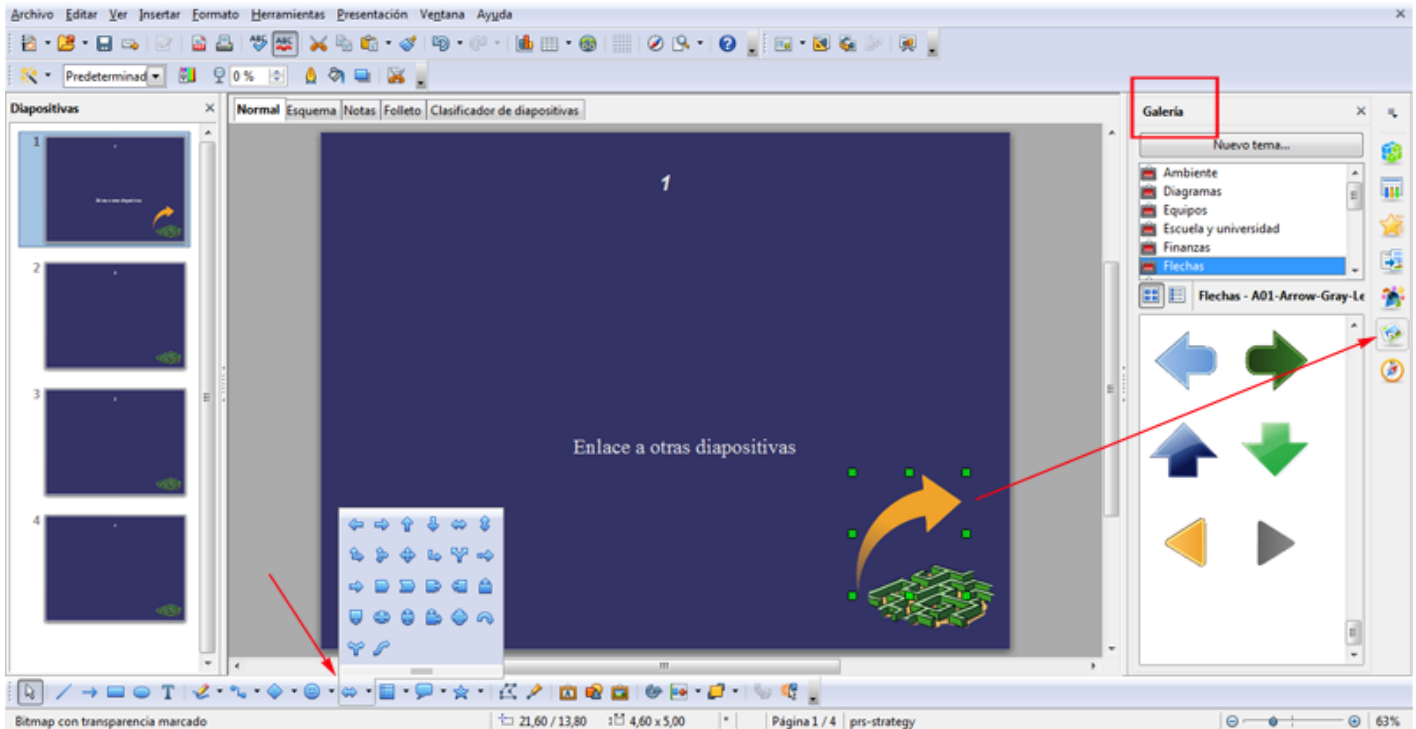 Archivo Editar Ver Insertar Formato Herramientas Presentación Ventana Ayuda
Predeterminad
0 %
Diapositivas
Normal Esquema Notas Folleto Clasificador de diapositivas
Galería
Nuevo tema...
Ambiente
Diagramas
Equipos
Escuela y universidad
Finanzas
Flechas
Flechas - A01-Arrow-Gray-Le
1
2
3
4
1
Enlace a otras diapositivas
Bitmap con transparencia marcado
21,60 / 13,80
4,60 x 5,00
*
Página 1 / 4
prs-strategy
63%